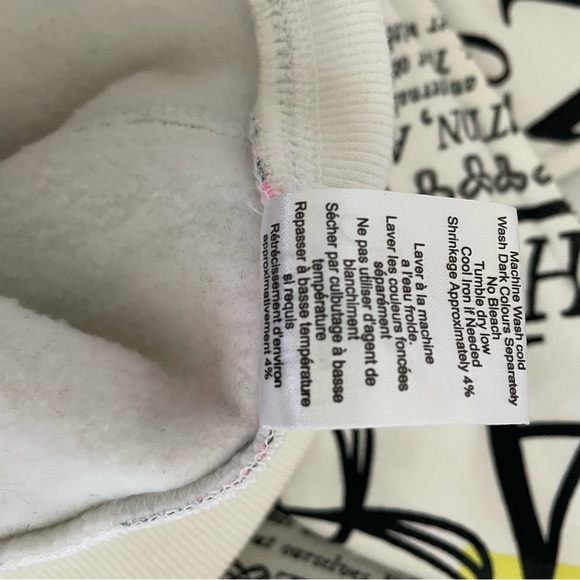 Machine Wash cold
Wash Dark Colours Separately
No Bleach
Tumble dry low
Cool Iron If Needed
Shrinkage Approximately 4%
Laver à la machine
a l'eau froide.
Laver les couleurs foncées
séparément
Ne pas utiliser d'agent de
blanchiment
Sécher par culbutage à basse
température
Repasser à basse température
si requis
Rétrécissement d'environ
approximativement 4%